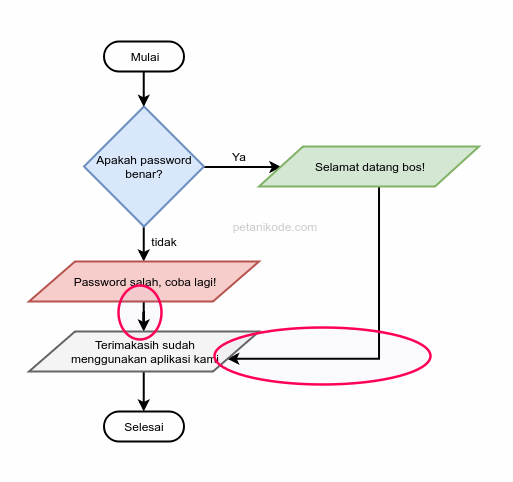 Mulai
Apakah password
benar?
Ya
Selamat datang bos!
petanikode.com
tidak
Password salah, coba lagi!
Terimakasih sudah
menggunakan aplikasi kami
Selesai